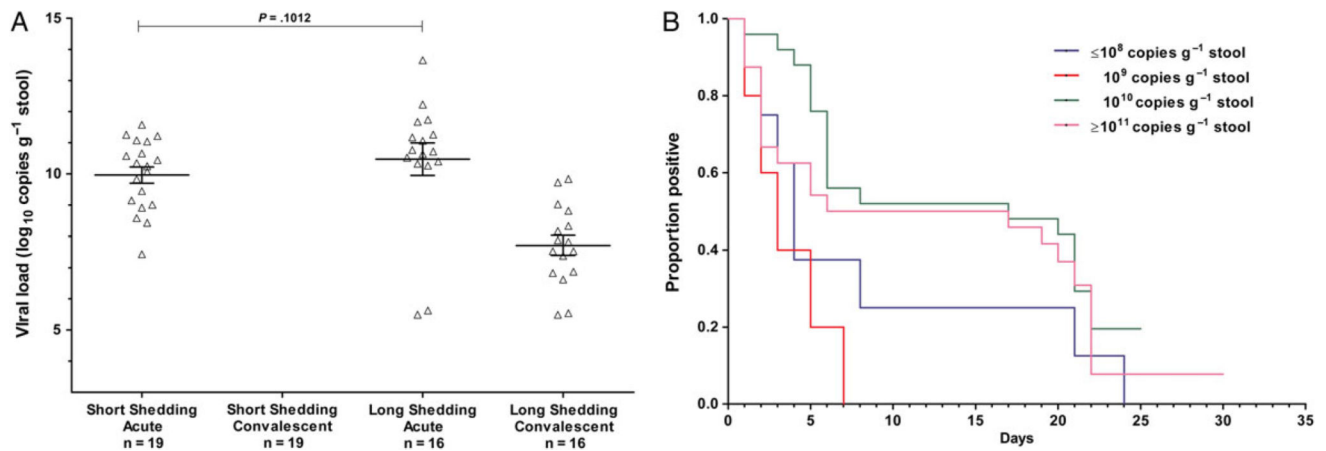 A
P = .1012
15
10
5
Viral load (log10 copies g−1 stool)
Short Shedding
Acute
n = 19
Short Shedding
Convalescent
n = 19
Long Shedding
Acute
n = 16
Long Shedding
Convalescent
n = 16
B
≤10⁸ copies g−1 stool
10⁹ copies g−1 stool
10¹⁰ copies g−1 stool
≥10¹¹ copies g−1 stool
1.0
0.8
0.6
0.4
0.2
0.0
Proportion positive
0 5 10 15 20 25 30 35
Days